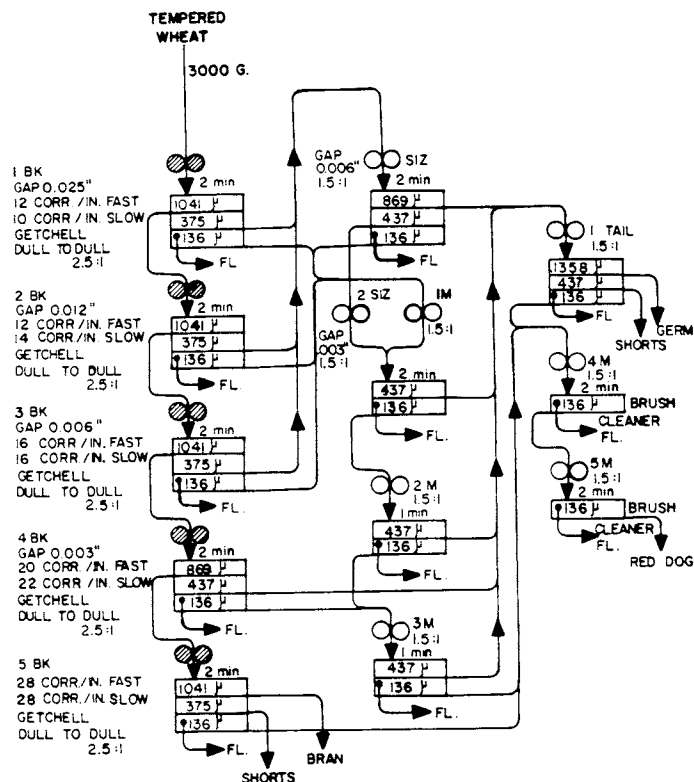 TEMPERED
WHEAT
3000 G.
1 BK
GAP 0.025"
12 CORR./IN. FAST
10 CORR/IN. SLOW
GETCHELL
DULL TO DULL
2.5:1
2 min
1041 μ
375 μ
136 μ
FL.
2 BK
GAP 0.012"
12 CORR/IN. FAST
14 CORR/IN. SLOW
GETCHELL
DULL TO DULL
2.5:1
2 min
1041 μ
375 μ
136 μ
FL.
3 BK
GAP 0.006"
16 CORR/IN. FAST
16 CORR/IN. SLOW
GETCHELL
DULL TO DULL
2.5:1
2 min
1041 μ
375 μ
136 μ
FL.
4 BK
GAP 0.003"
20 CORR./IN. FAST
22 CORR/IN. SLOW
GETCHELL
DULL TO DULL
2.5:1
2 min
869 μ
437 μ
136 μ
FL.
5 BK
28 CORR./IN. FAST
28 CORR./IN. SLOW
GETCHELL
DULL TO DULL
2.5:1
2 min
1041 μ
375 μ
136 μ
FL.
SHORTS
BRAN
GAP
0.006"
1.5:1
SIZ
2 min
869 μ
437 μ
136 μ
FL.
2 SIZ
GAP
.003"
1.5:1
1M
1.5:1
2 min
437 μ
136 μ
FL.
2 M
1.5:1
1 min
437 μ
136 μ
FL.
3M
1.5:1
1 min
437 μ
136 μ
FL.
1 TAIL
1.5:1
1358 μ
437 μ
136 μ
FL
GERM
SHORTS
4 M
1.5:1
2 min
136 μ
BRUSH
CLEANER
FL.
5M
1.5:1
2 min
136 μ
BRUSH
CLEANER
FL.
RED DOG